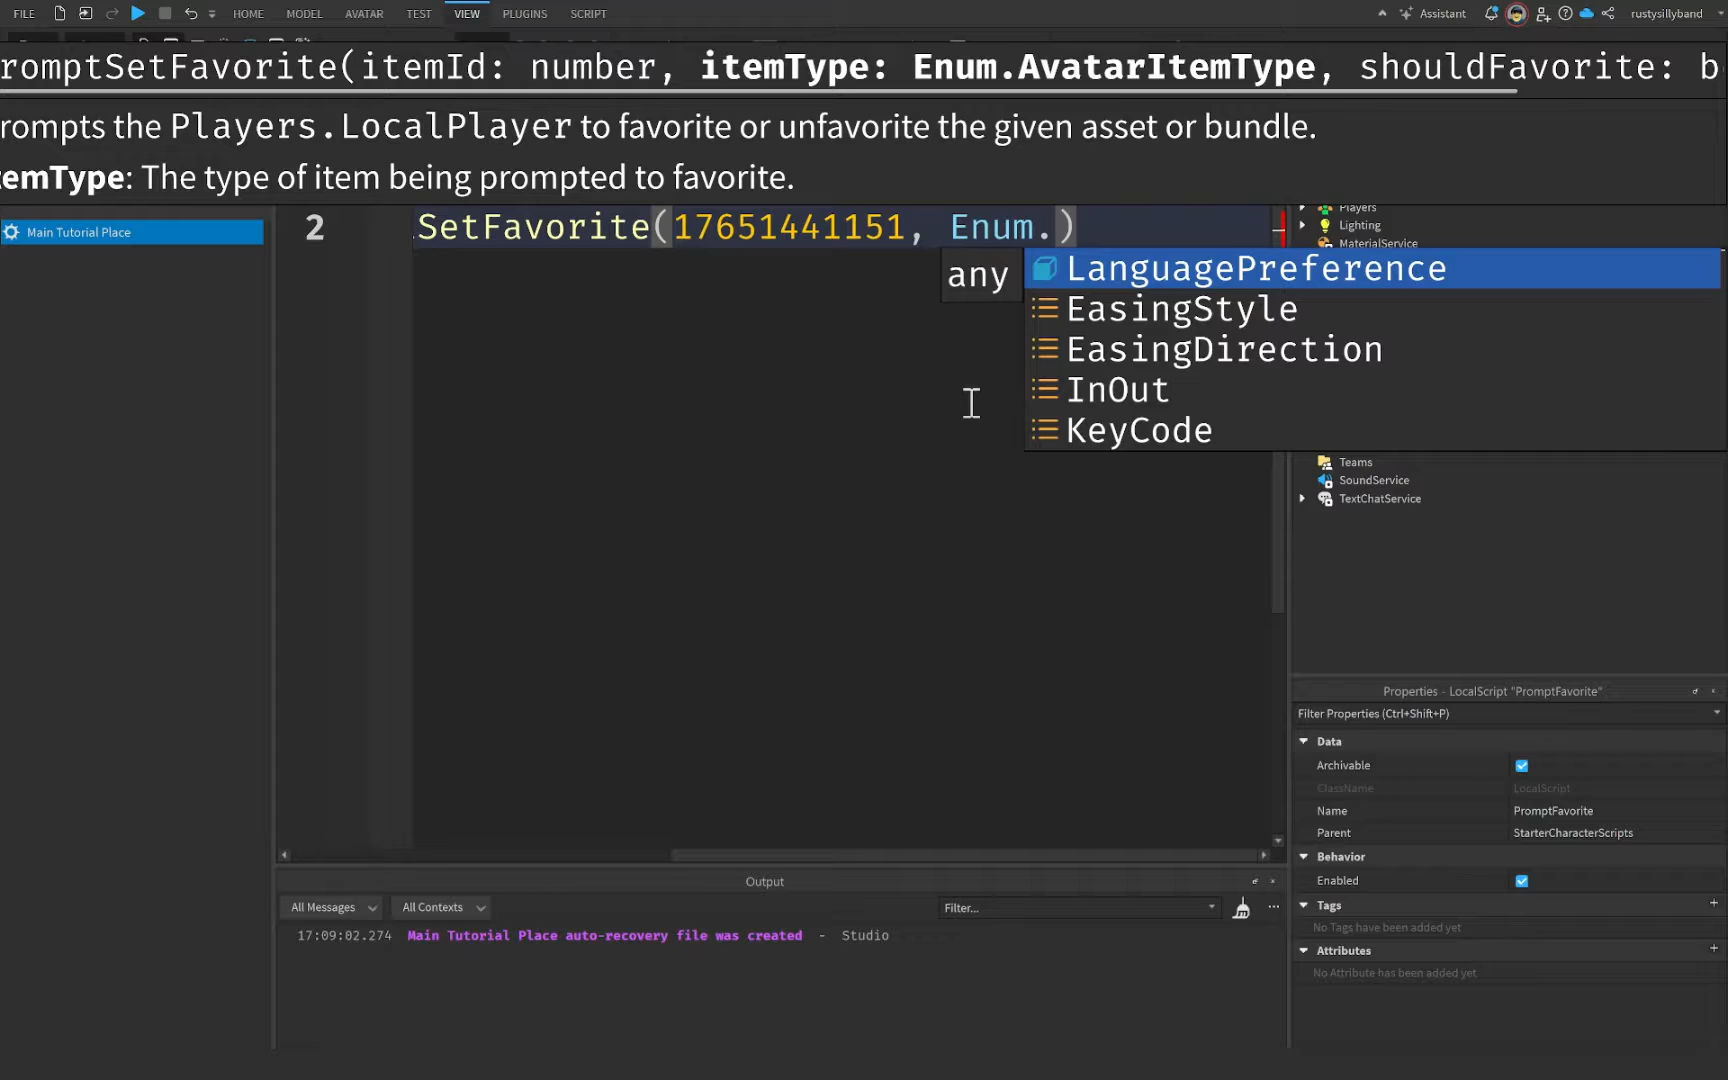 FILE HOME MODEL AVATAR TEST VIEW PLUGINS SCRIPT Assistant rustysillyband
romptSetFavorite(itemId: number, itemType: Enum.AvatarItemType, shouldFavorite: b
rompts the Players.LocalPlayer to favorite or unfavorite the given asset or bundle.
temType: The type of item being prompted to favorite.
Main Tutorial Place
2 .SetFavorite(17651441151, Enum.)
any
LanguagePreference
EasingStyle
EasingDirection
InOut
KeyCode
Players
Lighting
MaterialService
Teams
SoundService
TextChatService
Properties - LocalScript "PromptFavorite"
Filter Properties (Ctrl+Shift+P)
Data
Archivable
ClassName LocalScript
Name PromptFavorite
Parent StarterCharacterScripts
Behavior
Enabled
Tags
No Tags have been added yet
Attributes
No Attribute has been added yet
Output
All Messages All Contexts Filter...
17:09:02.274 Main Tutorial Place auto-recovery file was created - Studio